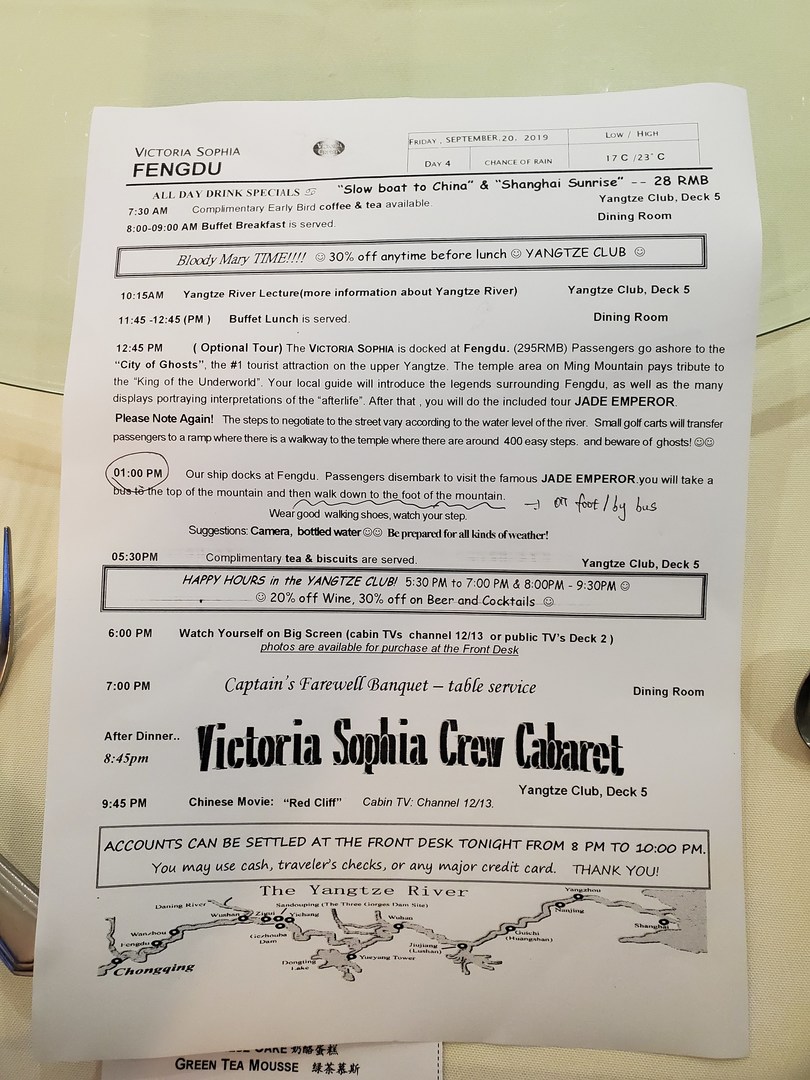 VICTORIA SOPHIA
FENGDU
FRIDAY, SEPTEMBER.20. 2019
LOW / HIGH
DAY 4
CHANCE OF RAIN
17 C /23° C
ALL DAY DRINK SPECIALS "Slow boat to China" & "Shanghai Sunrise" -- 28 RMB
7:30 AM Complimentary Early Bird coffee & tea available. Yangtze Club, Deck 5
8:00-09:00 AM Buffet Breakfast is served. Dining Room
Bloody Mary TIME!!!! ☺ 30% off anytime before lunch ☺ YANGTZE CLUB ☺
10:15AM Yangtze River Lecture(more information about Yangtze River) Yangtze Club, Deck 5
11:45 -12:45 (PM ) Buffet Lunch is served. Dining Room
12:45 PM ( Optional Tour) The VICTORIA SOPHIA is docked at Fengdu. (295RMB) Passengers go ashore to the
"City of Ghosts", the #1 tourist attraction on the upper Yangtze. The temple area on Ming Mountain pays tribute to
the "King of the Underworld". Your local guide will introduce the legends surrounding Fengdu, as well as the many
displays portraying interpretations of the "afterlife". After that , you will do the included tour JADE EMPEROR.
Please Note Again! The steps to negotiate to the street vary according to the water level of the river. Small golf carts will transfer
passengers to a ramp where there is a walkway to the temple where there are around 400 easy steps. and beware of ghosts! ☺☺
01:00 PM Our ship docks at Fengdu. Passengers disembark to visit the famous JADE EMPEROR.you will take a
bus to the top of the mountain and then walk down to the foot of the mountain. → on foot / by bus
Wear good walking shoes, watch your step.
Suggestions: Camera, bottled water ☺☺ Be prepared for all kinds of weather!
05:30PM Complimentary tea & biscuits are served. Yangtze Club, Deck 5
HAPPY HOURS in the YANGTZE CLUB! 5:30 PM to 7:00 PM & 8:00PM - 9:30PM ☺
☺ 20% off Wine, 30% off on Beer and Cocktails ☺
6:00 PM Watch Yourself on Big Screen (cabin TVs channel 12/13 or public TV's Deck 2 )
photos are available for purchase at the Front Desk
7:00 PM Captain's Farewell Banquet – table service Dining Room
After Dinner..
8:45pm Victoria Sophia Crew Cabaret
Yangtze Club, Deck 5
9:45 PM Chinese Movie: "Red Cliff" Cabin TV: Channel 12/13.
ACCOUNTS CAN BE SETTLED AT THE FRONT DESK TONIGHT FROM 8 PM TO 10:00 PM.
You may use cash, traveler's checks, or any major credit card. THANK YOU!
The Yangtze River
Daning River
Wushan
Zigui
Sandouping (The Three Gorges Dam Site)
Yichang
Gezhouba
Dam
Wanzhou
Fengdu
Chongqing
Dongting
Lake
Yueyang Tower
Wuhan
Jiujiang
(Lushan)
Guichi
(Huangshan)
Nanjing
Yangzhou
Shanghai
CAKE 奶酪蛋糕
GREEN TEA MOUSSE 绿茶慕斯